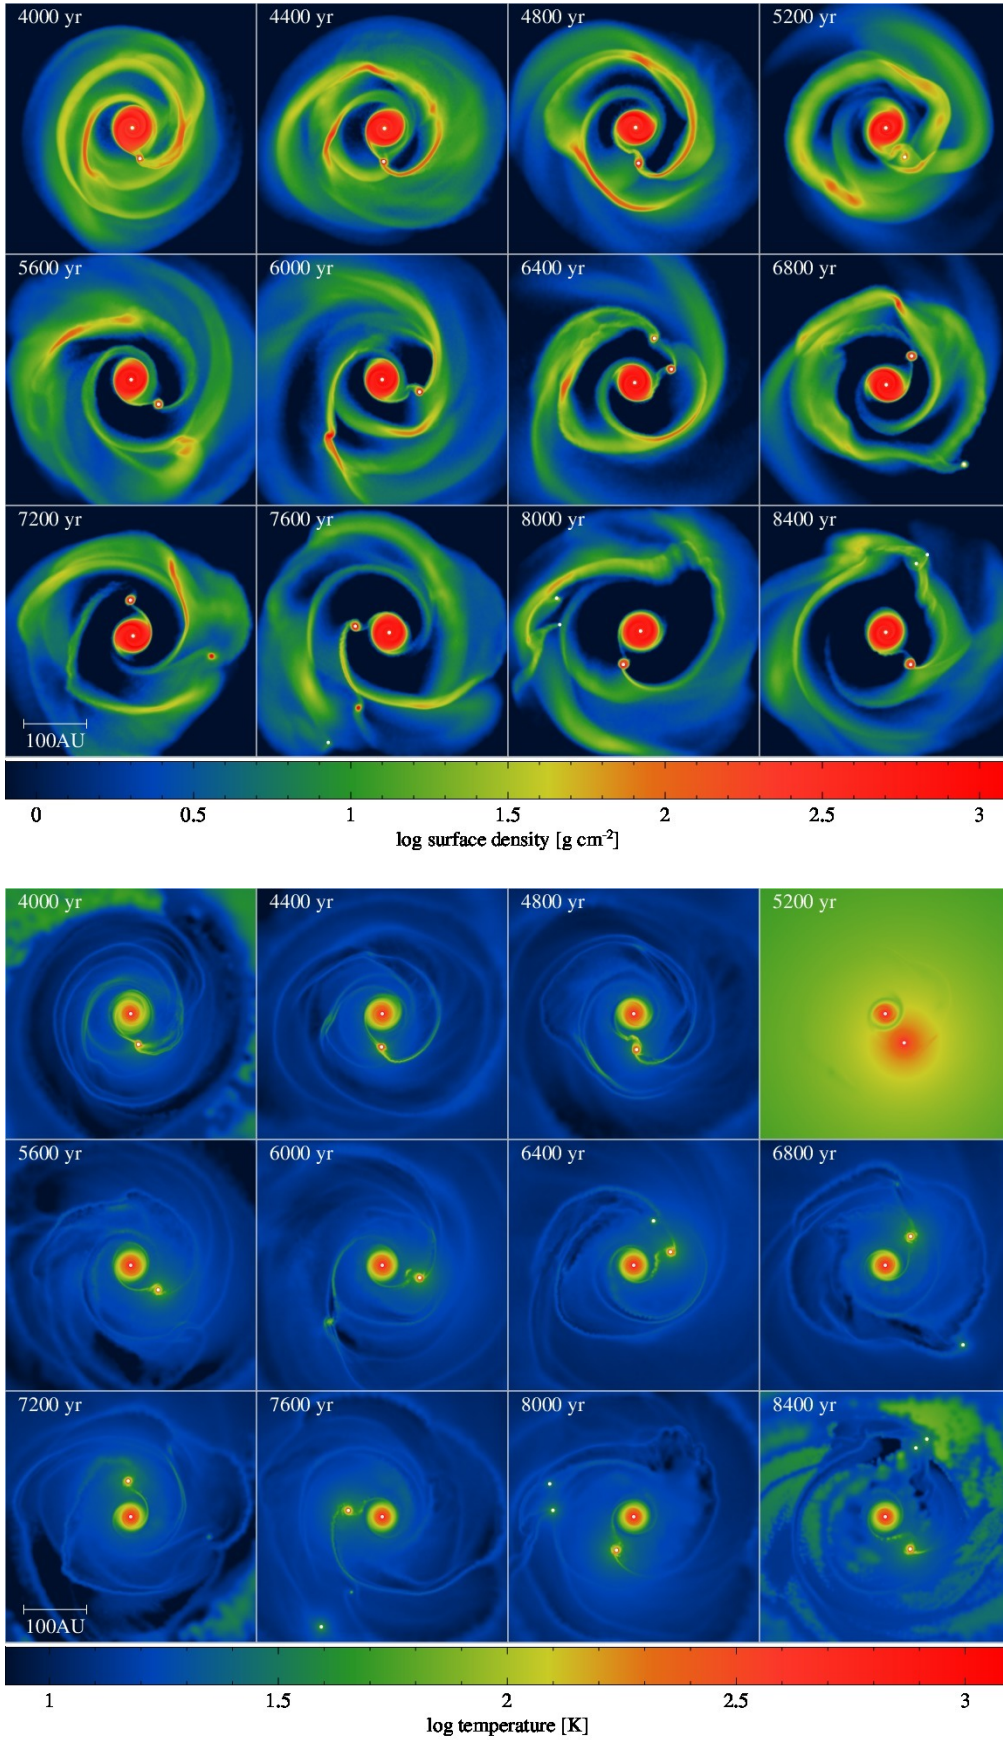 4000 yr 4400 yr 4800 yr 5200 yr
5600 yr 6000 yr 6400 yr 6800 yr
7200 yr 7600 yr 8000 yr 8400 yr
100AU
0 0.5 1 1.5 2 2.5 3
log surface density [g cm⁻²]
4000 yr 4400 yr 4800 yr 5200 yr
5600 yr 6000 yr 6400 yr 6800 yr
7200 yr 7600 yr 8000 yr 8400 yr
100AU
1 1.5 2 2.5 3
log temperature [K]